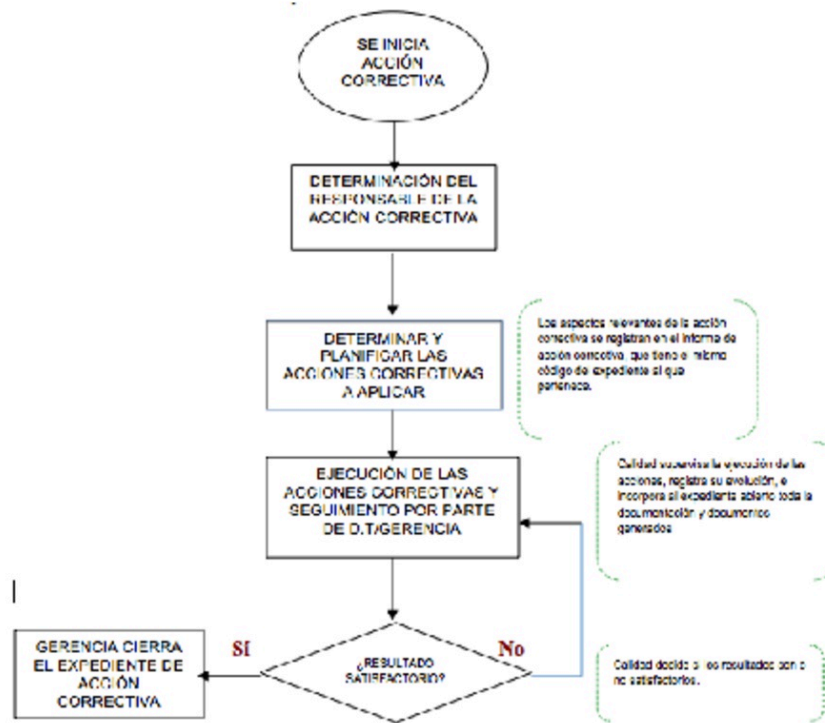 SE INICIA
ACCIÓN
CORRECTIVA
DETERMINACIÓN DEL
RESPONSABLE DE LA
ACCIÓN CORRECTIVA
DETERMINAR Y
PLANIFICAR LAS
ACCIONES CORRECTIVAS
A APLICAR
Los aspectos relevantes de la acción
correctiva se registran en el informe de
acción correctiva, que tiene el mismo
código de expediente al que
pertenece.
EJECUCIÓN DE LAS
ACCIONES CORRECTIVAS Y
SEGUIMIENTO POR PARTE
DE D.T/GERENCIA
Calidad supervisa la ejecución de las
acciones, registra su evolución, e
incorpora al expediente abierto toda la
documentación y documentos
generados
¿RESULTADO
SATISFACTORIO?
SÍ
No
GERENCIA CIERRA
EL EXPEDIENTE DE
ACCIÓN
CORRECTIVA
Calidad decide si los resultados son o
no satisfactorios.